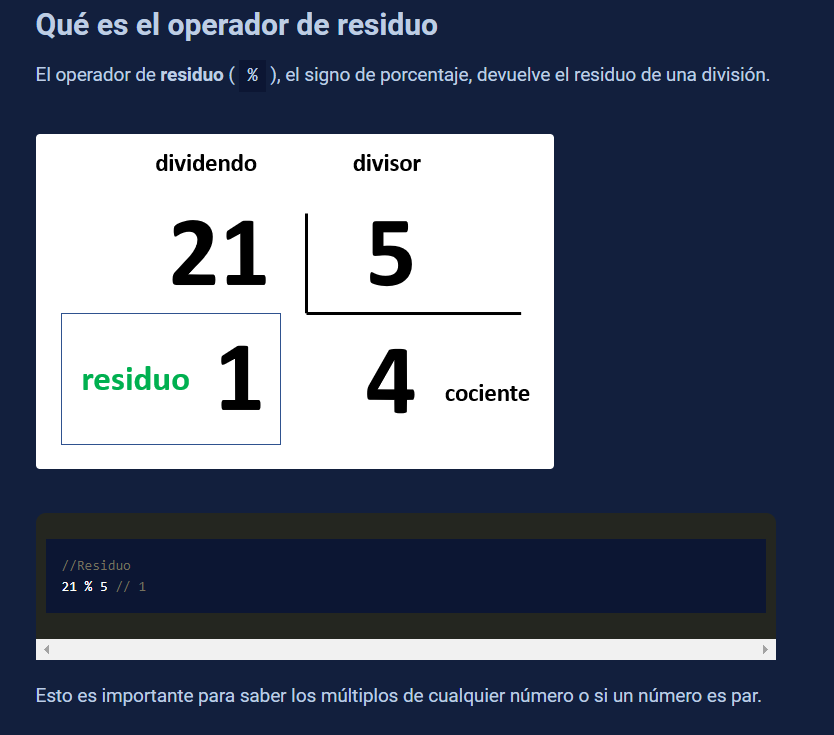 Qué es el operador de residuo
El operador de residuo ( % ), el signo de porcentaje, devuelve el residuo de una división.
dividendo divisor
21 5
residuo 1 4 cociente
//Residuo
21 % 5 // 1
Esto es importante para saber los múltiplos de cualquier número o si un número es par.